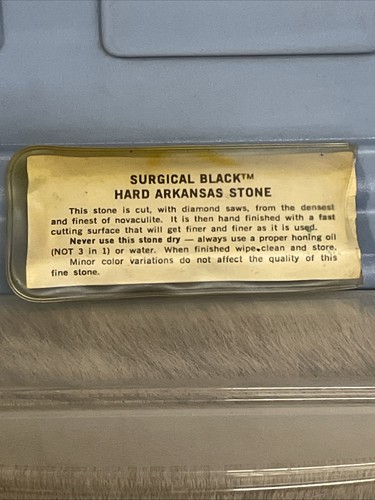 SURGICAL BLACK™
HARD ARKANSAS STONE
This stone is cut, with diamond saws, from the densest
and finest of novaculite. It is then hand finished with a fast
cutting surface that will get finer and finer as it is used.
Never use this stone dry — always use a proper honing oil
(NOT 3 in 1) or water. When finished wipe clean and store.
Minor color variations do not affect the quality of this
fine stone.